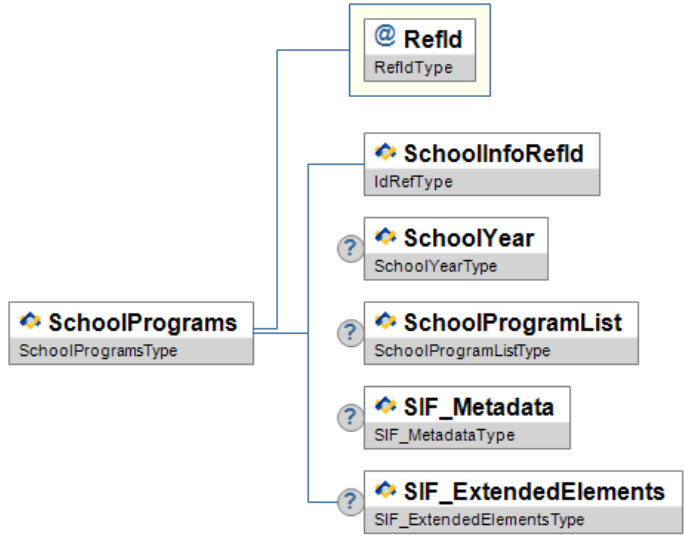 @ RefId
RefIdType
SchoolInfoRefId
IdRefType
? SchoolYear
SchoolYearType
SchoolPrograms
SchoolProgramsType
? SchoolProgramList
SchoolProgramListType
? SIF_Metadata
SIF_MetadataType
? SIF_ExtendedElements
SIF_ExtendedElementsType